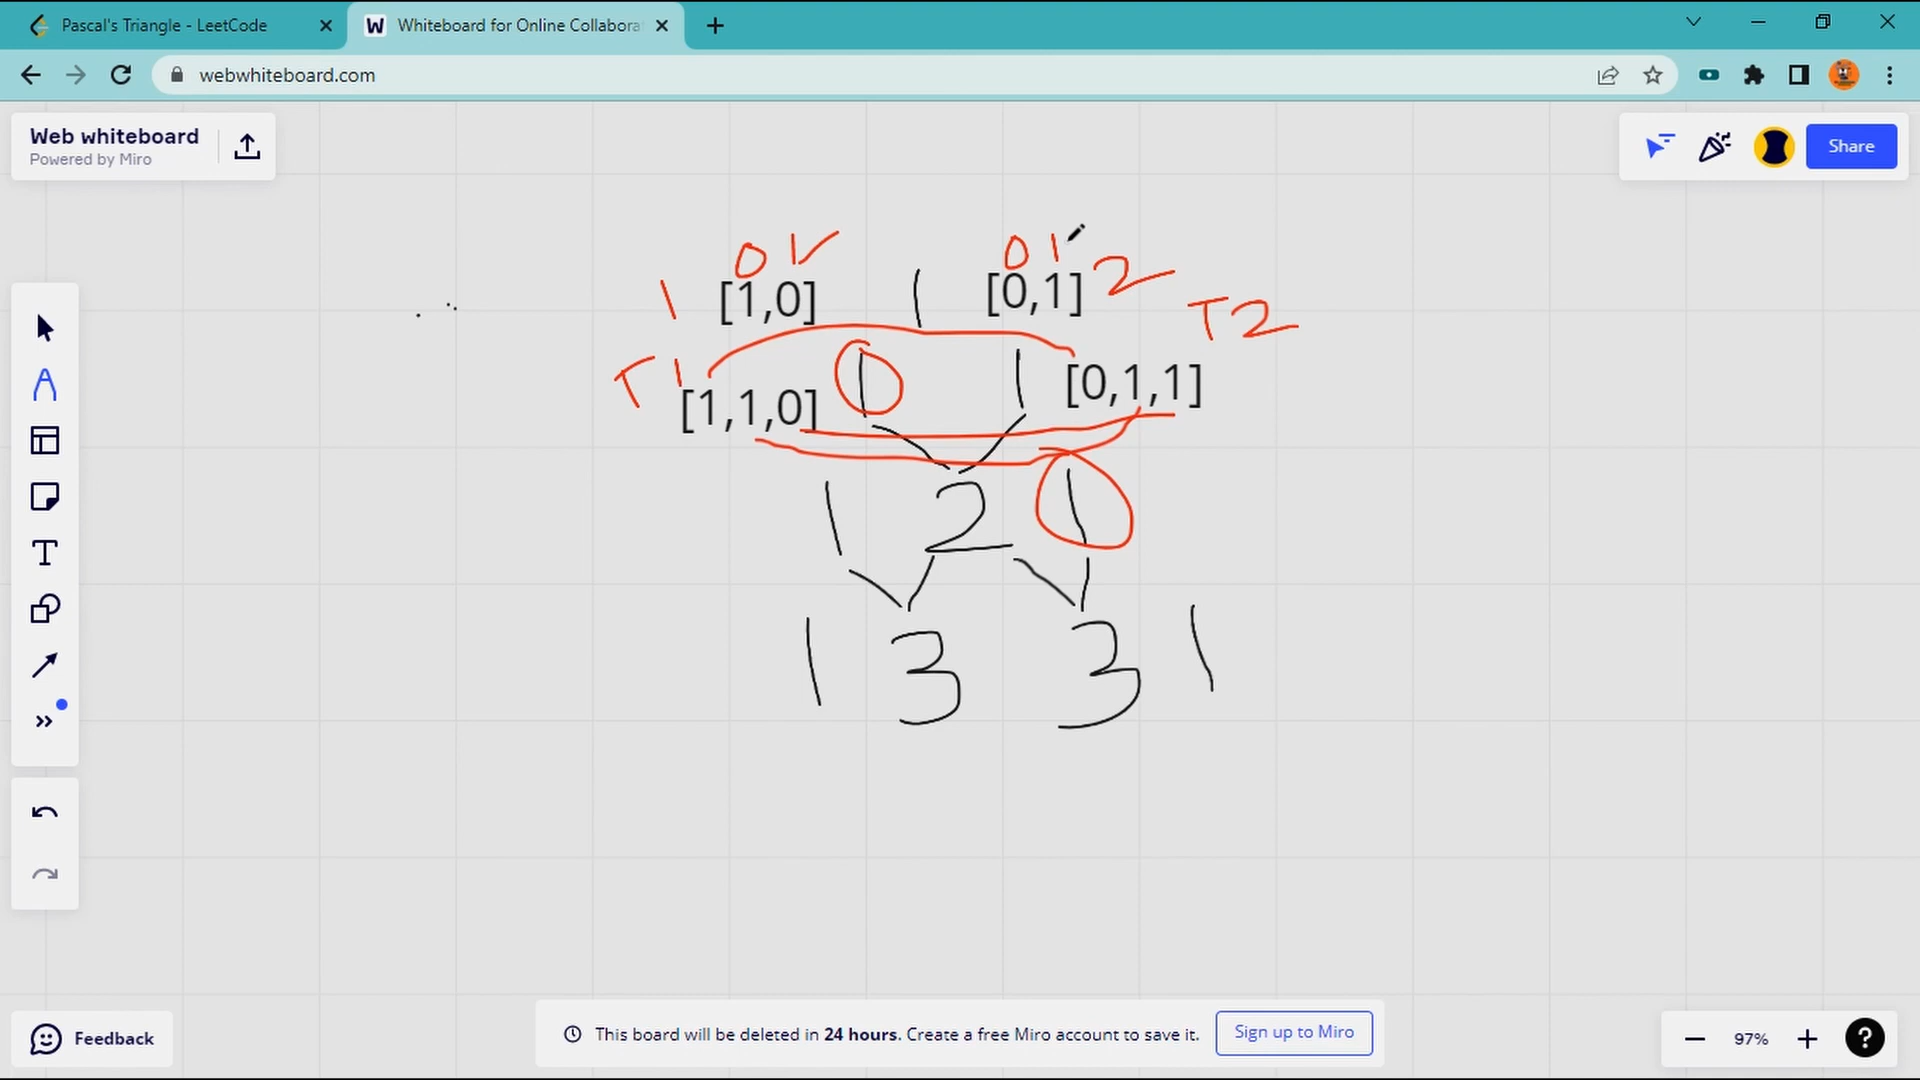 Pascal's Triangle - LeetCode
Whiteboard for Online Collabora
webwhiteboard.com
Web whiteboard
Powered by Miro
Share
0 1 0 1
1 [1,0] 1 [0,1] 2
T1 [1,1,0] 1 1 [0,1,1] T2
1 2 1
1 3 3 1
Feedback
This board will be deleted in 24 hours. Create a free Miro account to save it.
Sign up to Miro
97%